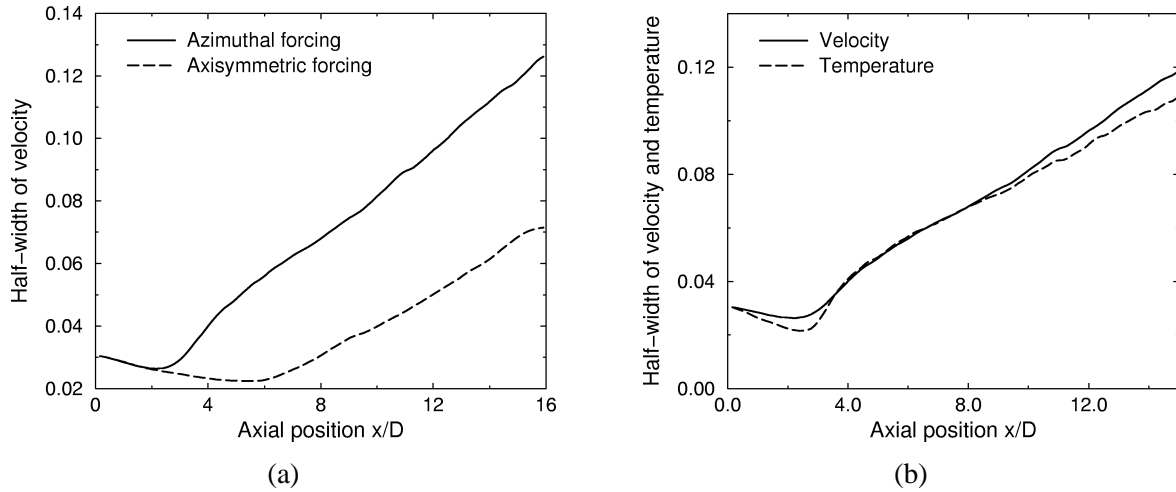 0.14
0.12
0.10
0.08
0.06
0.04
0.02
Half−width of velocity
Azimuthal forcing
Axisymmetric forcing
0
4
8
12
16
Axial position x/D
(a)
0.12
0.08
0.04
0.00
Half−width of velocity and temperature
Velocity
Temperature
0.0
4.0
8.0
12.0
Axial position x/D
(b)